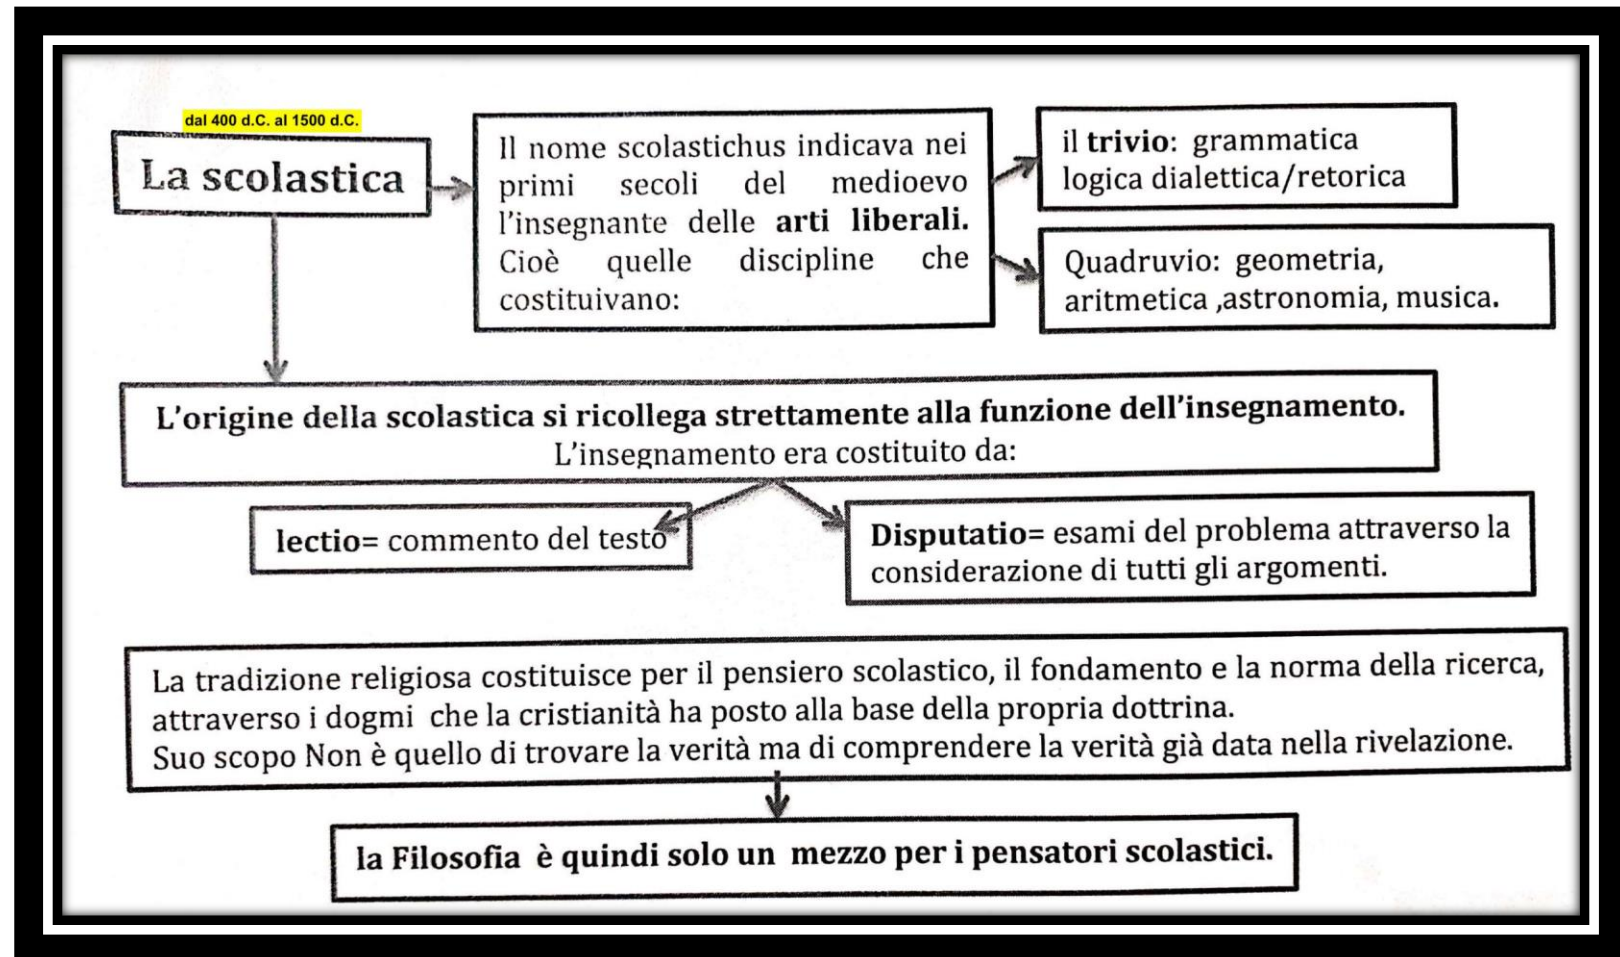 dal 400 d.C. al 1500 d.C.
La scolastica
Il nome scolastichus indicava nei
primi secoli del medioevo
l'insegnante delle arti liberali.
Cioè quelle discipline che
costituivano:
il trivio: grammatica
logica dialettica/retorica
Quadruvio: geometria,
aritmetica ,astronomia, musica.
L'origine della scolastica si ricollega strettamente alla funzione dell'insegnamento.
L'insegnamento era costituito da:
lectio= commento del testo
Disputatio= esami del problema attraverso la
considerazione di tutti gli argomenti.
La tradizione religiosa costituisce per il pensiero scolastico, il fondamento e la norma della ricerca,
attraverso i dogmi che la cristianità ha posto alla base della propria dottrina.
Suo scopo Non è quello di trovare la verità ma di comprendere la verità già data nella rivelazione.
la Filosofia è quindi solo un mezzo per i pensatori scolastici.